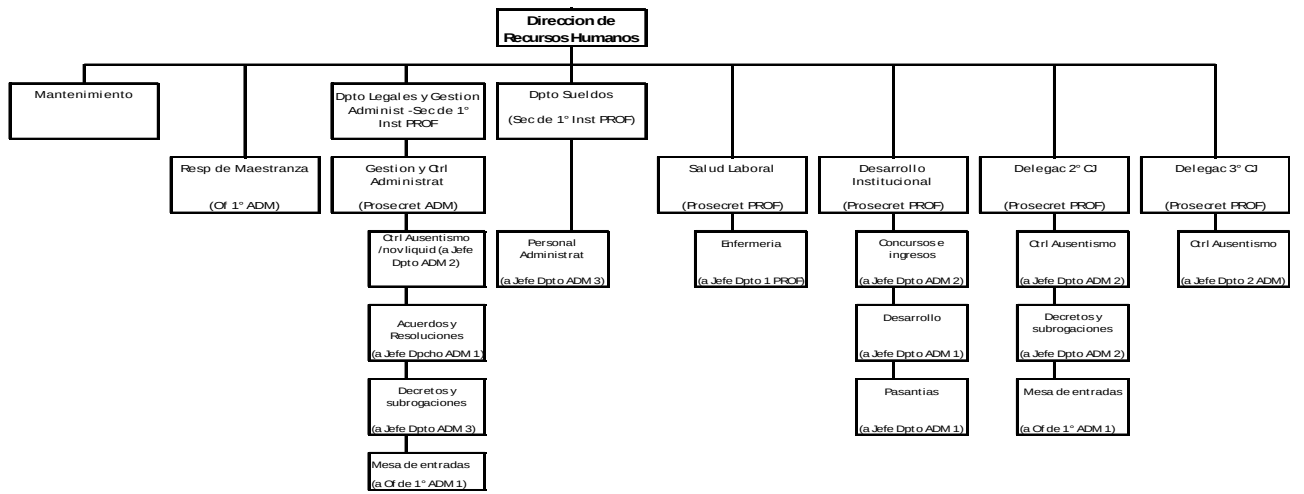 Direccion de
Recursos Humanos
Mantenimiento
Dpto Legales y Gestion
Administ -Sec de 1°
Inst PROF
Dpto Sueldos
(Sec de 1° Inst PROF)
Resp de Maestranza
(Of 1° ADM)
Gestion y Ctrl
Administrat
(Prosecret ADM)
Salud Laboral
(Prosecret PROF)
Desarrollo
Institucional
(Prosecret PROF)
Delegac 2° CJ
(Prosecret PROF)
Delegac 3° CJ
(Prosecret PROF)
Ctrl Ausentismo
/nov liquid (a Jefe
Dpto ADM 2)
Personal
Administrat
(a Jefe Dpto ADM 3)
Enfermeria
(a Jefe Dpto 1 PROF)
Concursos e
ingresos
(a Jefe Dpto ADM 2)
Ctrl Ausentismo
(a Jefe Dpto ADM 2)
Ctrl Ausentismo
(a Jefe Dpto 2 ADM)
Acuerdos y
Resoluciones
(a Jefe Dpcho ADM 1)
Desarrollo
(a Jefe Dpto ADM 1)
Decretos y
subrogaciones
(a Jefe Dpto ADM 2)
Decretos y
subrogaciones
(a Jefe Dpto ADM 3)
Pasantias
(a Jefe Dpto ADM 1)
Mesa de entradas
(a Of de 1° ADM 1)
Mesa de entradas
(a Of de 1° ADM 1)